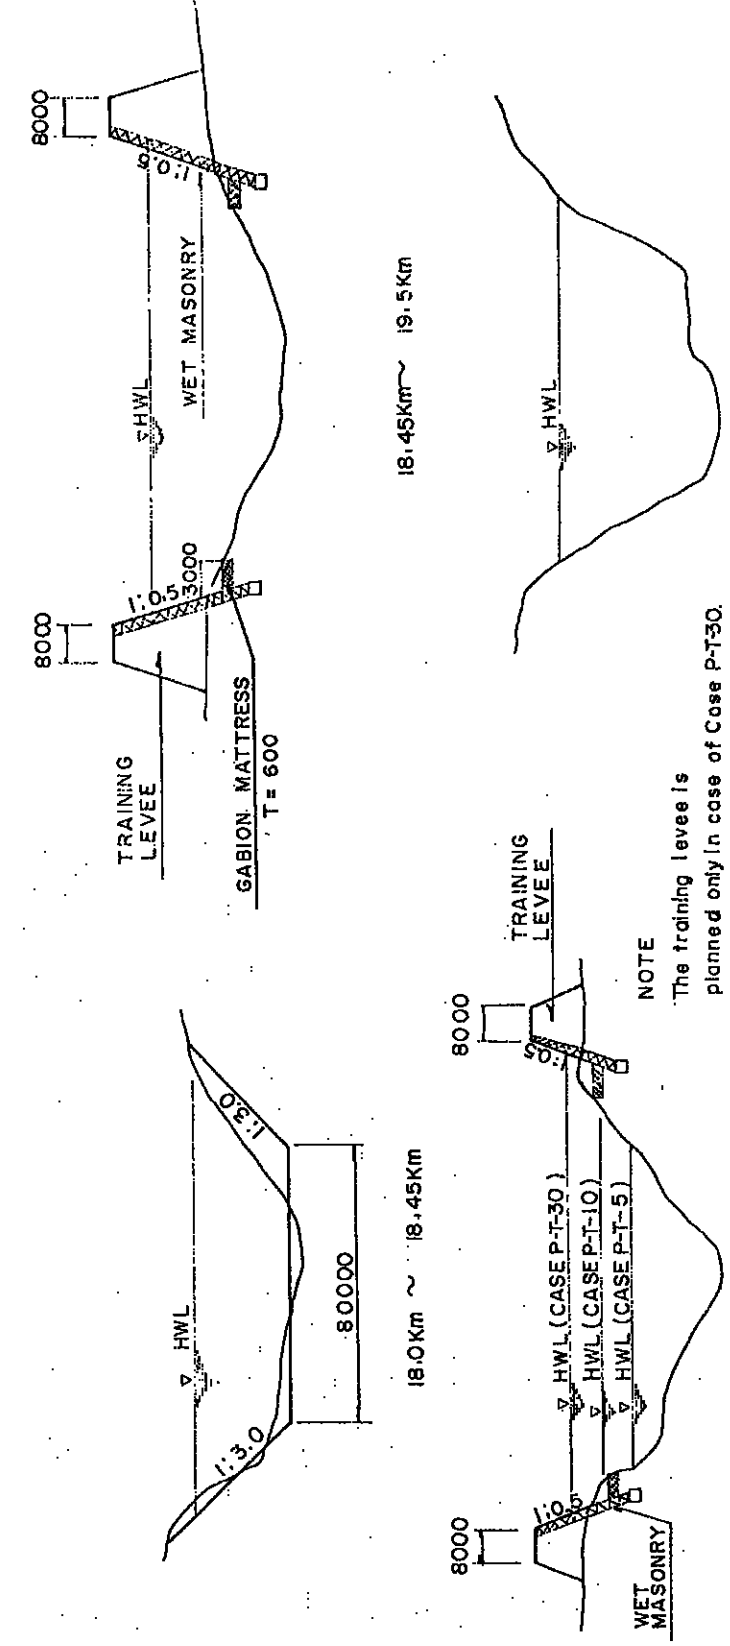 HWL
1:3.0
1:3.0
80000
18.0Km ~ 18.45Km
8000
8000
TRAINING
LEVEE
1:0.5
3000
HWL
WET MASONRY
1:0.5
GABION MATTRESS
T = 600
18.45Km ~ 19.5Km
8000
8000
TRAINING
LEVEE
1:0.5
1:0.5
HWL (CASE P-T-30)
HWL (CASE P-T-10)
HWL (CASE P-T-5)
WET
MASONRY
HWL
NOTE
The training levee is
planned only in case of Case P-T-30.